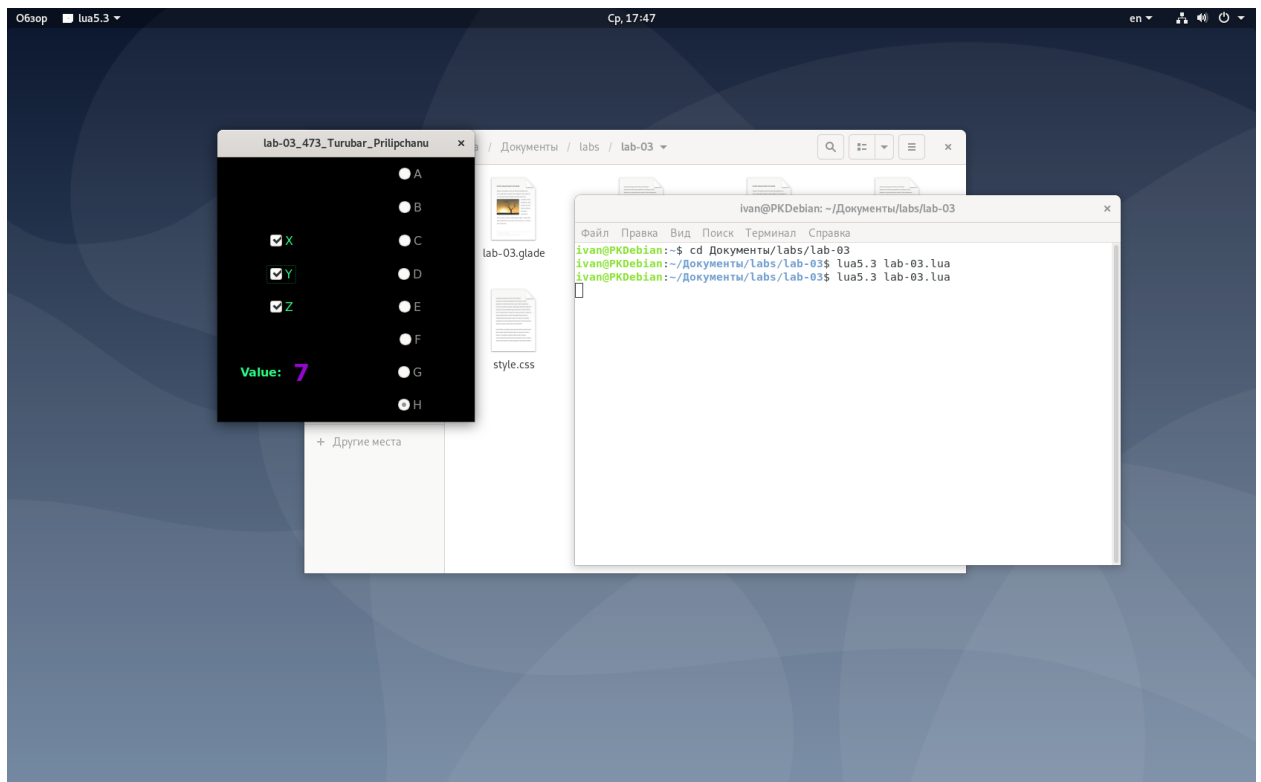 Обзор lua5.3 Ср, 17:47 en
lab-03_473_Turubar_Prilipchanu
A
B
X C
Y D
Z E
F
Value: 7 G
H
/ Документы / labs / lab-03
lab-03.glade
style.css
+ Другие места
ivan@PKDebian: ~/Документы/labs/lab-03
Файл Правка Вид Поиск Терминал Справка
ivan@PKDebian:~$ cd Документы/labs/lab-03
ivan@PKDebian:~/Документы/labs/lab-03$ lua5.3 lab-03.lua
ivan@PKDebian:~/Документы/labs/lab-03$ lua5.3 lab-03.lua